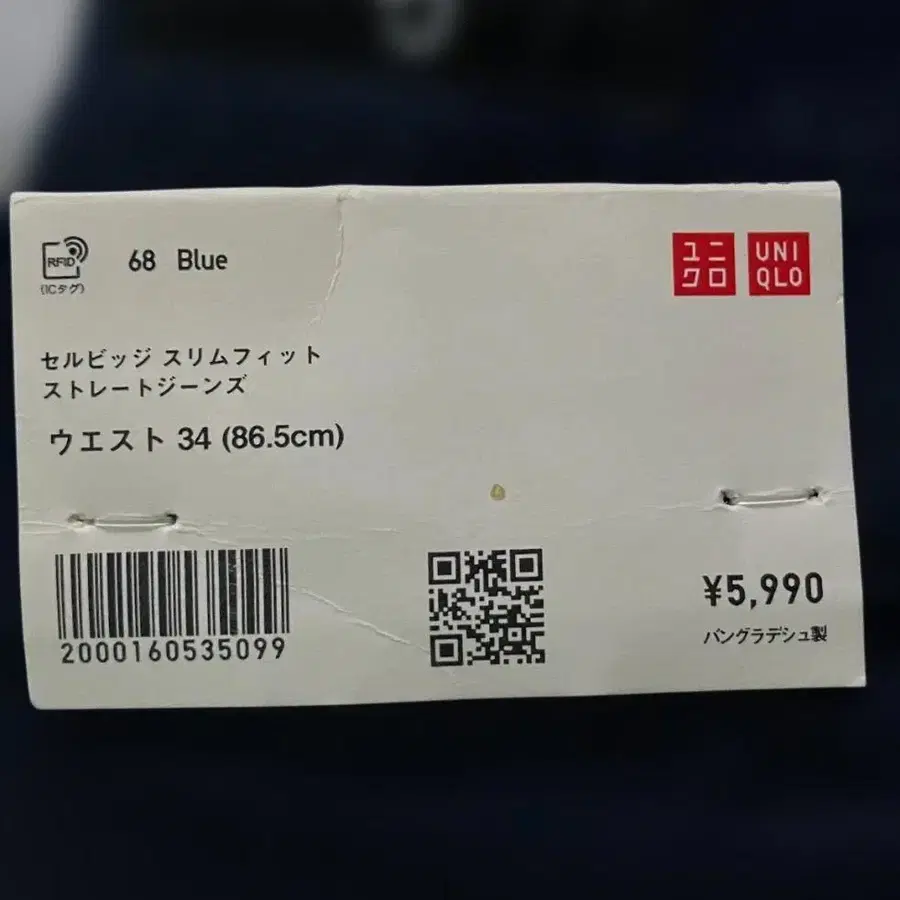 RFID
(ICタグ)
68 Blue
ユニ
クロ
UNI
QLO
セルビッジ スリムフィット
ストレートジーンズ
ウエスト 34 (86.5cm)
2000160535099
¥5,990
バングラデシュ製